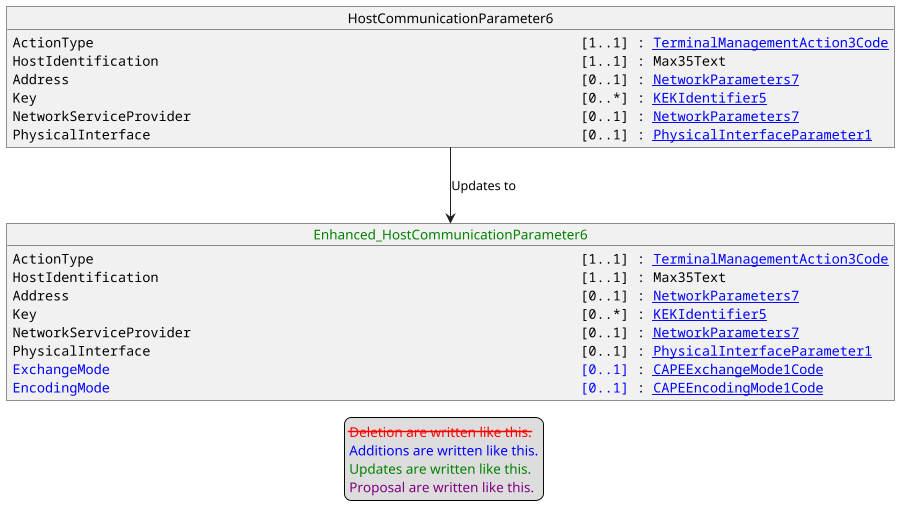 HostCommunicationParameter6
ActionType [1..1] : TerminalManagementAction3Code
HostIdentification [1..1] : Max35Text
Address [0..1] : NetworkParameters7
Key [0..*] : KEKIdentifier5
NetworkServiceProvider [0..1] : NetworkParameters7
PhysicalInterface [0..1] : PhysicalInterfaceParameter1
Updates to
Enhanced_HostCommunicationParameter6
ActionType [1..1] : TerminalManagementAction3Code
HostIdentification [1..1] : Max35Text
Address [0..1] : NetworkParameters7
Key [0..*] : KEKIdentifier5
NetworkServiceProvider [0..1] : NetworkParameters7
PhysicalInterface [0..1] : PhysicalInterfaceParameter1
ExchangeMode [0..1] : CAPEExchangeMode1Code
EncodingMode [0..1] : CAPEEncodingMode1Code
Deletion are written like this.
Additions are written like this.
Updates are written like this.
Proposal are written like this.